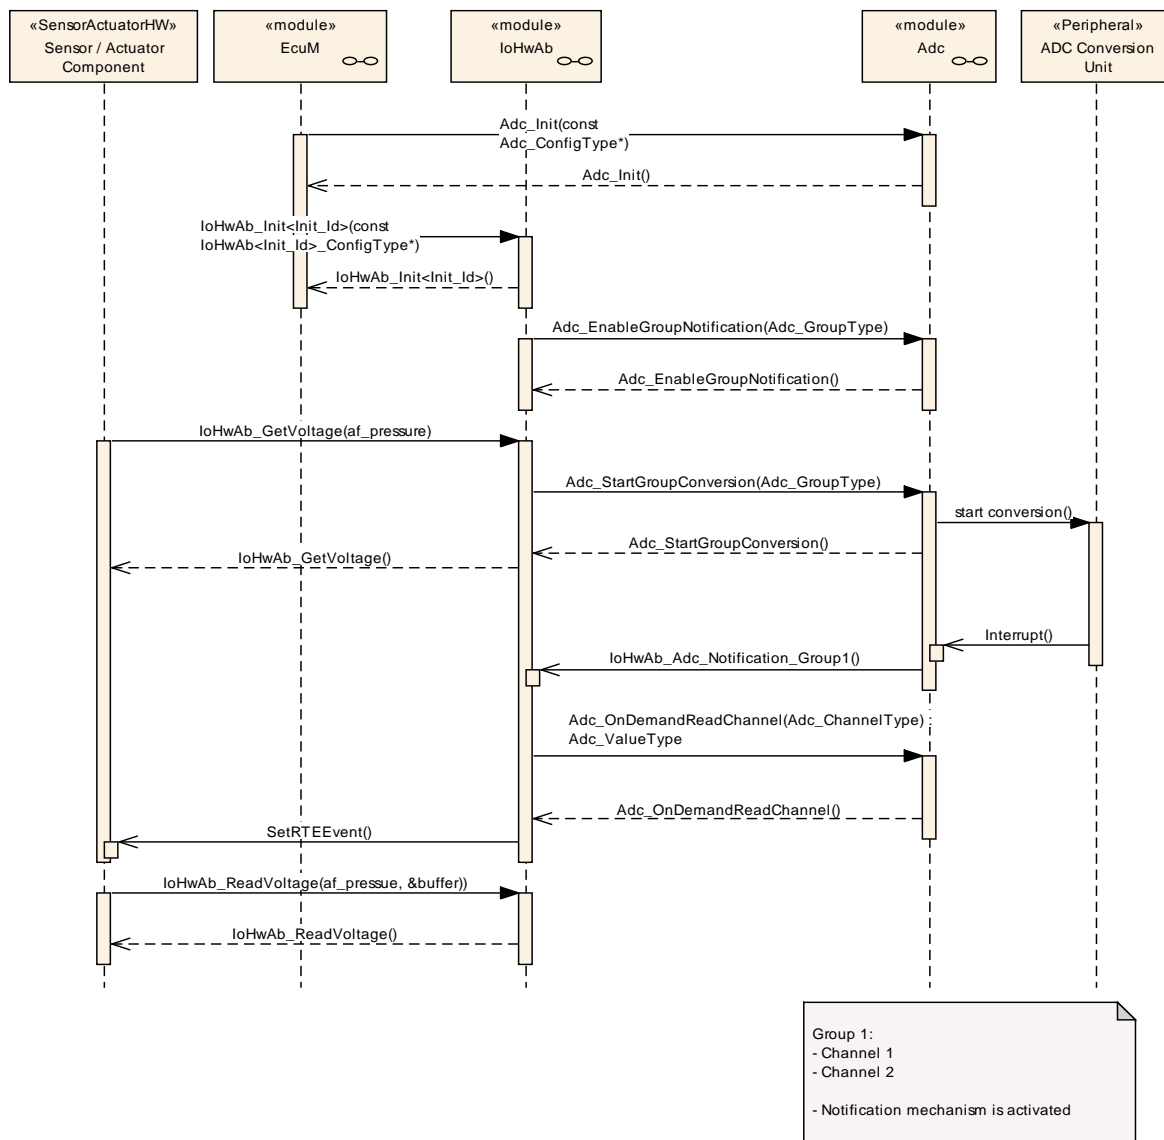 «SensorActuatorHW»
Sensor / Actuator
Component
«module»
EcuM
«module»
IoHwAb
«module»
Adc
«Peripheral»
ADC Conversion
Unit
Adc_Init(const
Adc_ConfigType*)
Adc_Init()
IoHwAb_Init<Init_Id>(const
IoHwAb<Init_Id>_ConfigType*)
IoHwAb_Init<Init_Id>()
Adc_EnableGroupNotification(Adc_GroupType)
Adc_EnableGroupNotification()
IoHwAb_GetVoltage(af_pressure)
Adc_StartGroupConversion(Adc_GroupType)
start conversion()
Adc_StartGroupConversion()
IoHwAb_GetVoltage()
Interrupt()
IoHwAb_Adc_Notification_Group1()
Adc_OnDemandReadChannel(Adc_ChannelType) :
Adc_ValueType
Adc_OnDemandReadChannel()
SetRTEEvent()
IoHwAb_ReadVoltage(af_pressue, &buffer))
IoHwAb_ReadVoltage()
Group 1:
- Channel 1
- Channel 2
- Notification mechanism is activated